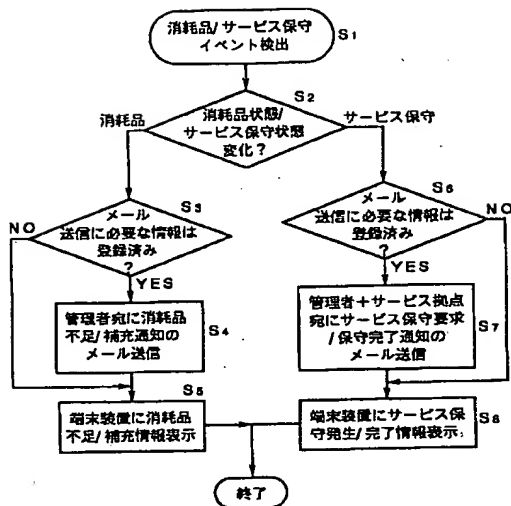 消耗品/サービス保守
イベント検出
S1
S2
消耗品
消耗品状態/
サービス保守状態
変化?
サービス保守
S3
NO
メール
送信に必要な情報は
登録済み
?
YES
S6
メール
送信に必要な情報は
登録済み
?
NO
YES
管理者宛に消耗品
不足/補充通知の
メール送信
S4
管理者+サービス拠点
宛にサービス保守要求
/保守完了通知の
メール送信
S7
S5
端末装置に消耗品
不足/補充情報表示
端末装置にサービス保
守発生/完了情報表示
S8
終了